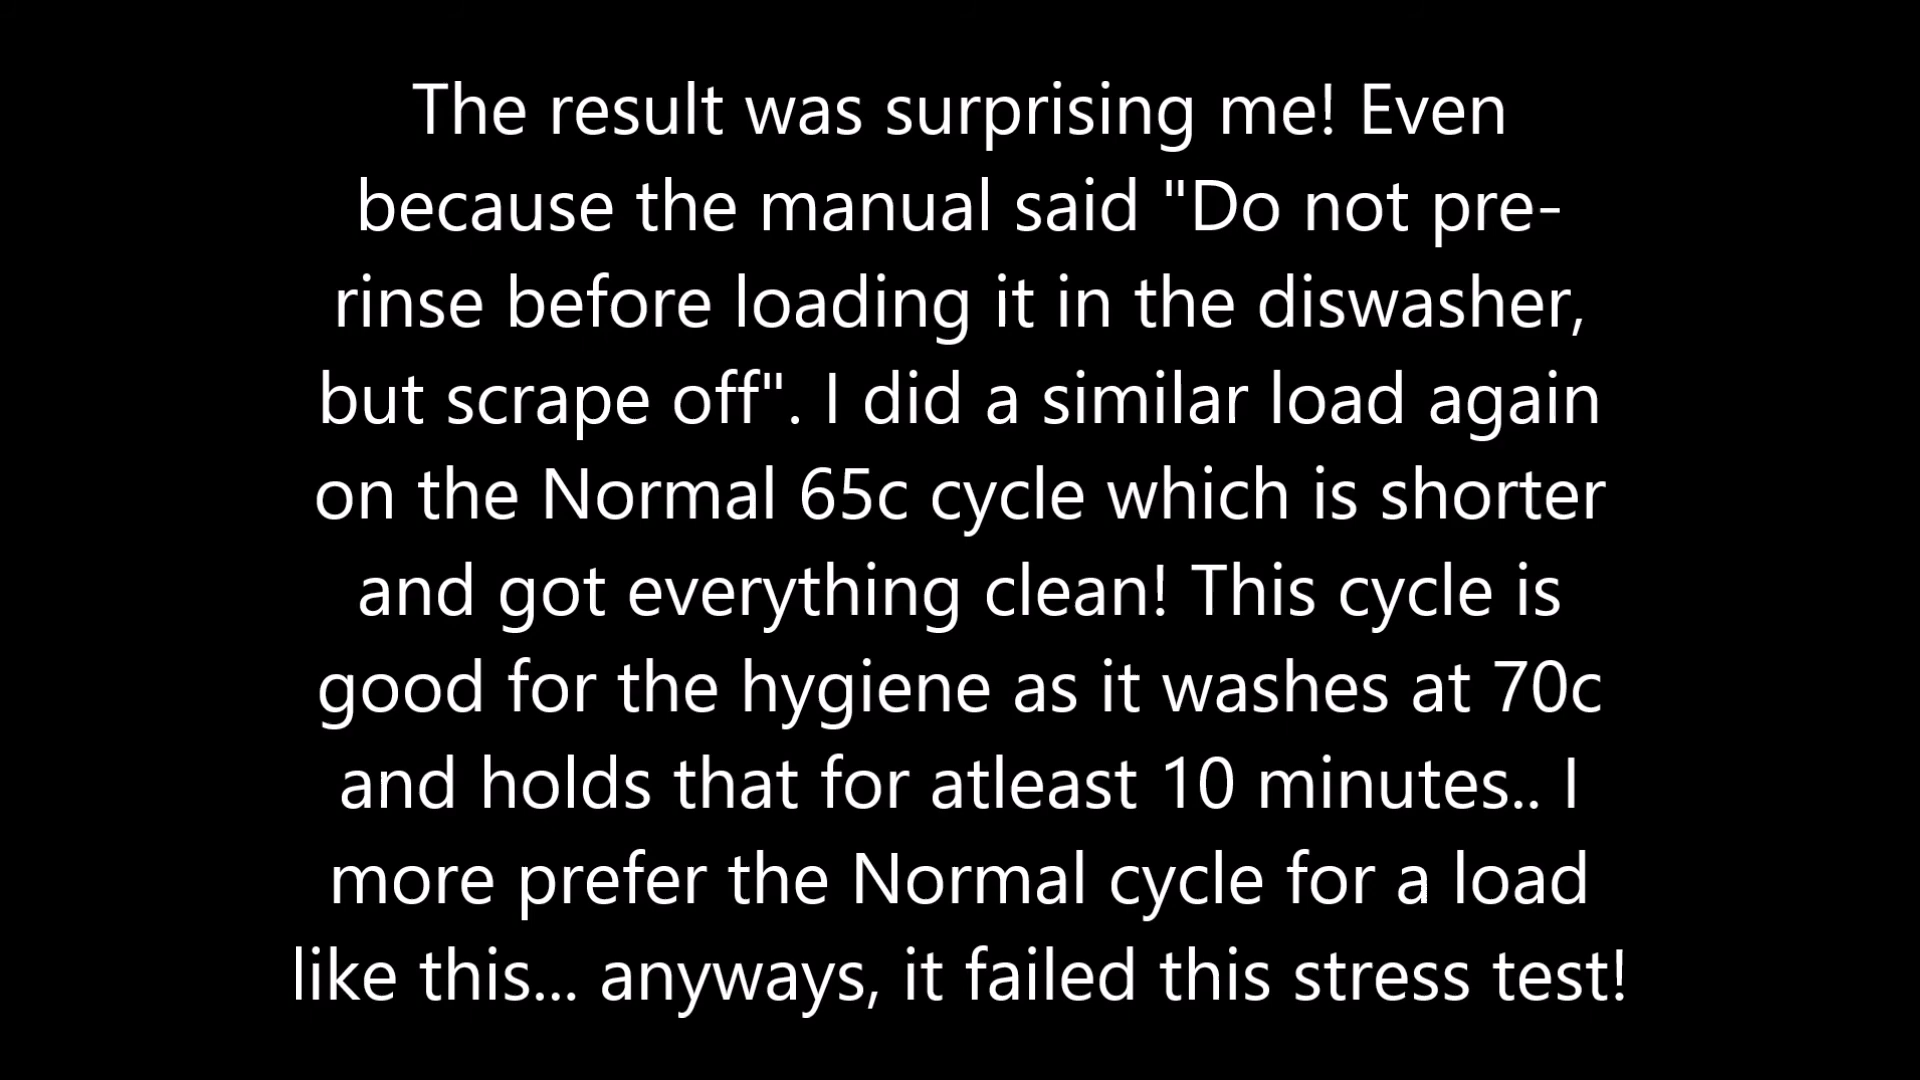 The result was surprising me! Even
because the manual said "Do not pre-
rinse before loading it in the diswasher,
but scrape off". I did a similar load again
on the Normal 65c cycle which is shorter
and got everything clean! This cycle is
good for the hygiene as it washes at 70c
and holds that for atleast 10 minutes.. I
more prefer the Normal cycle for a load
like this... anyways, it failed this stress test!